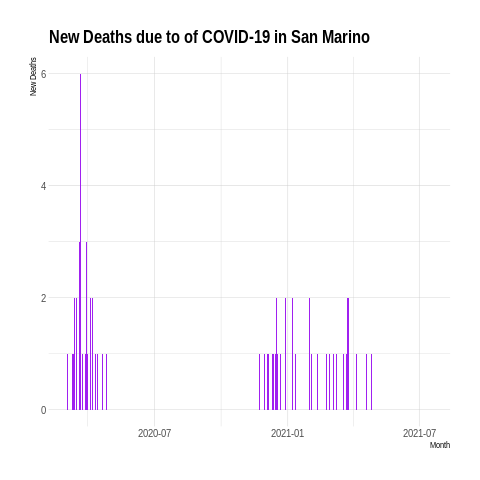 New Deaths due to of COVID-19 in San Marino
New Deaths
6
4
2
0
2020-07
2021-01
2021-07
Month